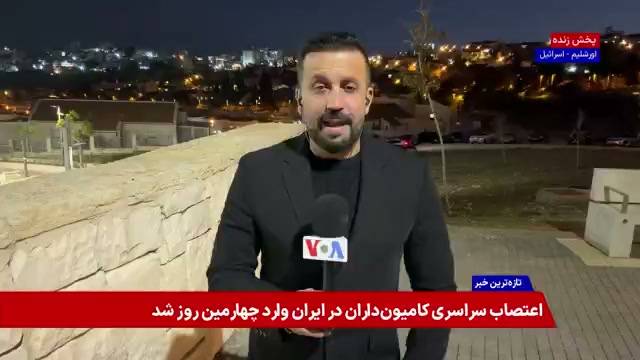 پخش زنده
اورشلیم - اسرائیل
VOA
تازه‌ترین خبر
اعتصاب سراسری کامیون‌داران در ایران وارد چهارمین روز شد